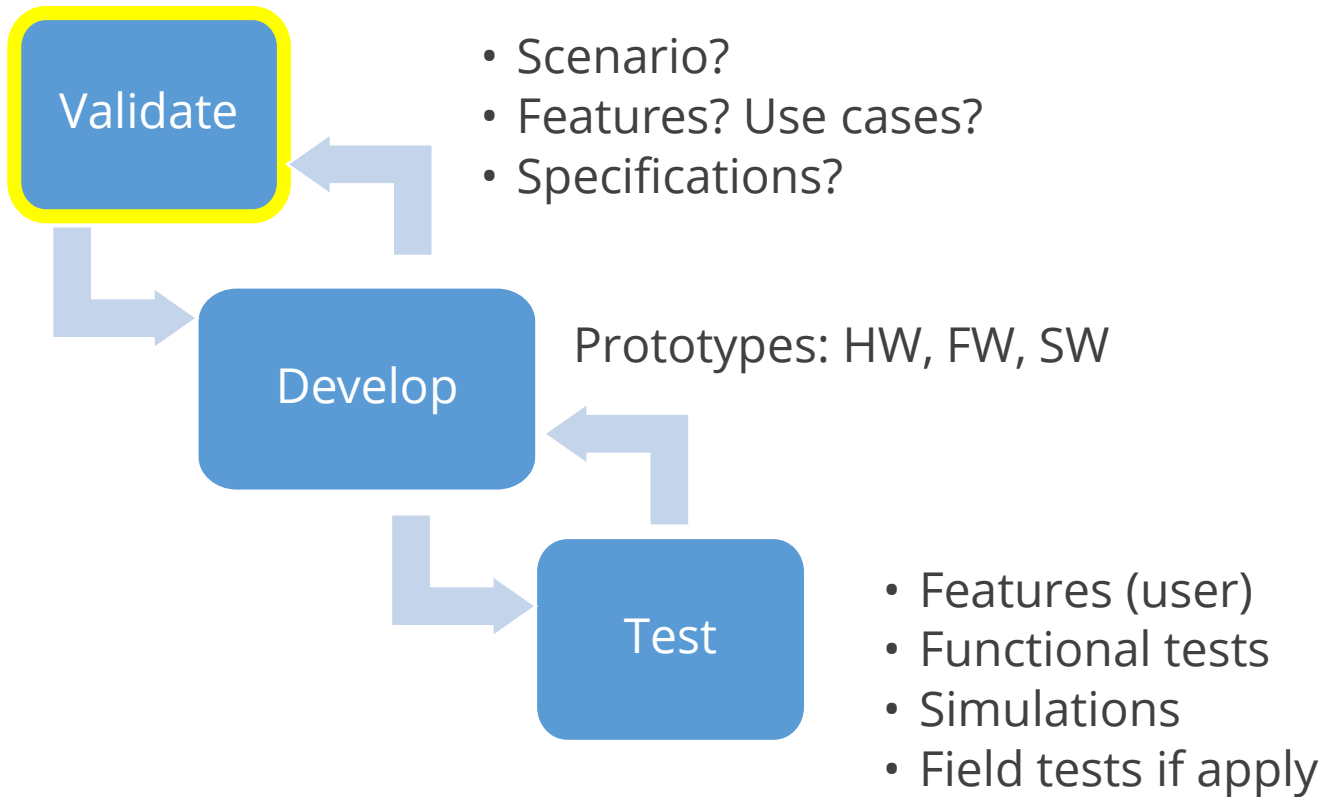 Validate
• Scenario?
• Features? Use cases?
• Specifications?
Develop
Prototypes: HW, FW, SW
Test
• Features (user)
• Functional tests
• Simulations
• Field tests if apply